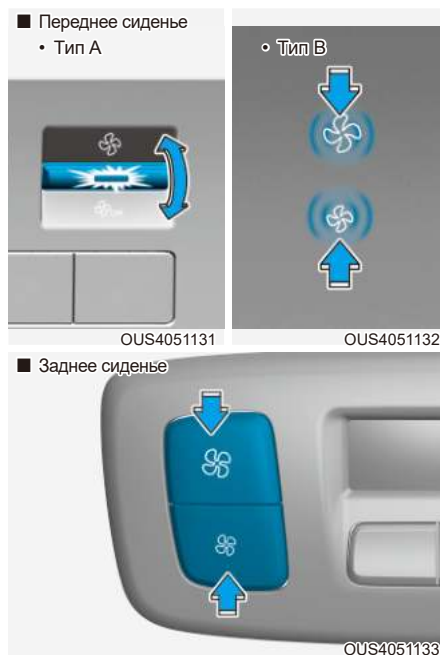 ■ Переднее сиденье
• Тип A
• Тип B
OUS4051131
OUS4051132
■ Заднее сиденье
OUS4051133